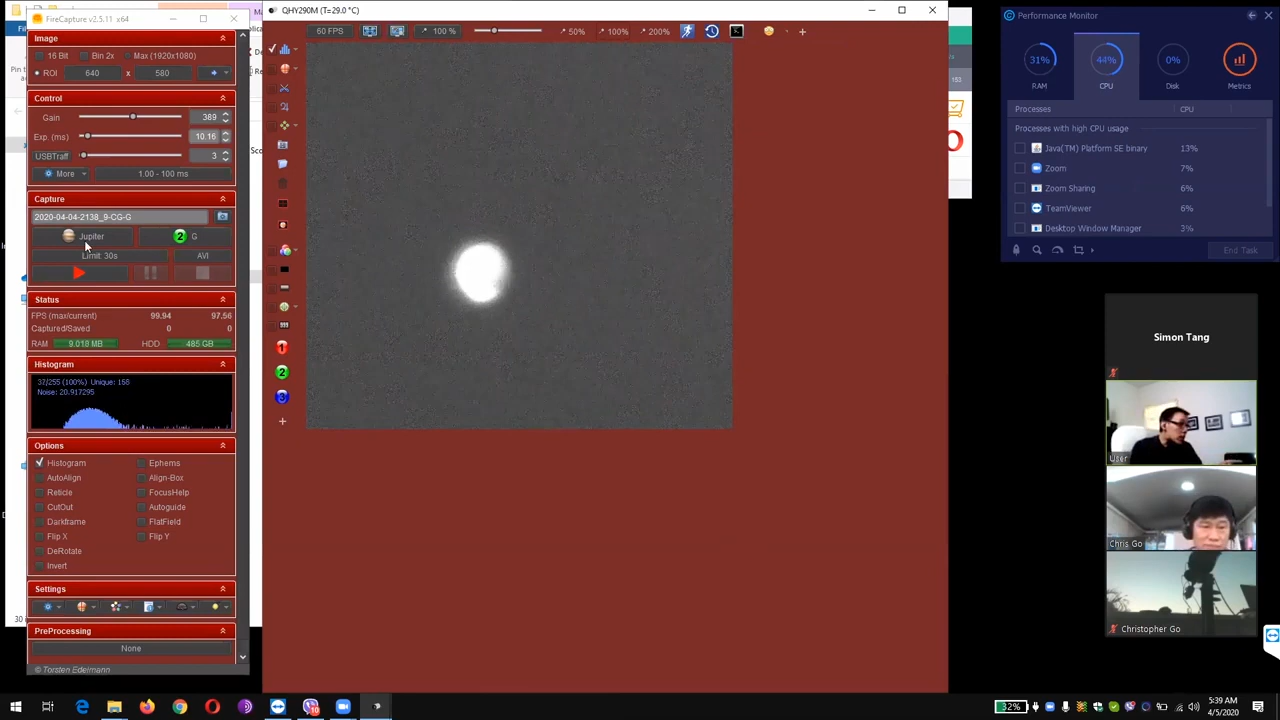 FireCapture v2.5.11 x64
Image
16 Bit
Bin 2x
Max (1920x1080)
ROI
640
x
580
Control
Gain
389
Exp. (ms)
10.16
USBTraff
3
More
1.00 - 100 ms
Capture
2020-04-04-2138_9-CG-G
Jupiter
2
G
Limit: 30s
AVI
Status
FPS (max/current)
99.94
97.56
Captured/Saved
0
0
RAM
9.018 MB
HDD
485 GB
Histogram
Noise: 20.917295
Options
Histogram
Ephems
AutoAlign
Align-Box
Reticle
FocusHelp
CutOut
Autoguide
Darkframe
FlatField
Flip X
Flip Y
DeRotate
Invert
Settings
PreProcessing
None
© Torsten Edelmann
QHY290M (T=29.0 °C)
60 FPS
100 %
50%
100%
200%
1
2
3
Performance Monitor
31%
RAM
44%
CPU
0%
Disk
Metrics
Processes
CPU
Processes with high CPU usage
Java(TM) Platform SE binary
13%
Zoom
7%
Zoom Sharing
6%
TeamViewer
6%
Desktop Window Manager
3%
End Task
Simon Tang
User
Chris Go
Christopher Go
32%
5:39 AM
4/5/2020